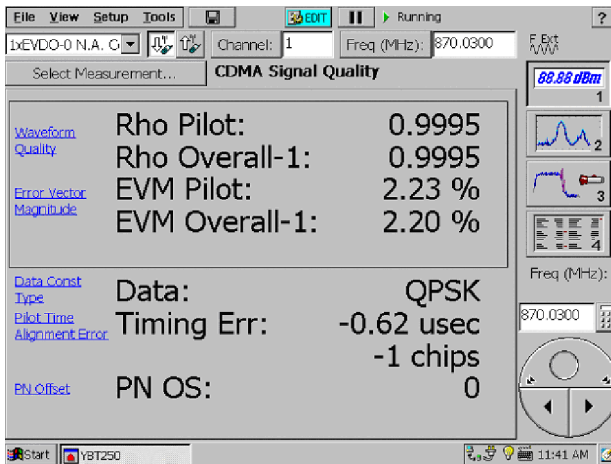 File View Setup Tools EDIT Running ?
1xEVDO-0 N.A. C Channel: 1 Freq (MHz): 870.0300 F Ext
Select Measurement... CDMA Signal Quality
88.88 dBm
1
Waveform Quality
Rho Pilot: 0.9995
Rho Overall-1: 0.9995
2
Error Vector Magnitude
EVM Pilot: 2.23 %
EVM Overall-1: 2.20 %
3
4
Data Const Type
Data: QPSK
Freq (MHz):
870.0300
Pilot Time Alignment Error
Timing Err: -0.62 usec
-1 chips
PN Offset
PN OS: 0
Start YBT250 11:41 AM